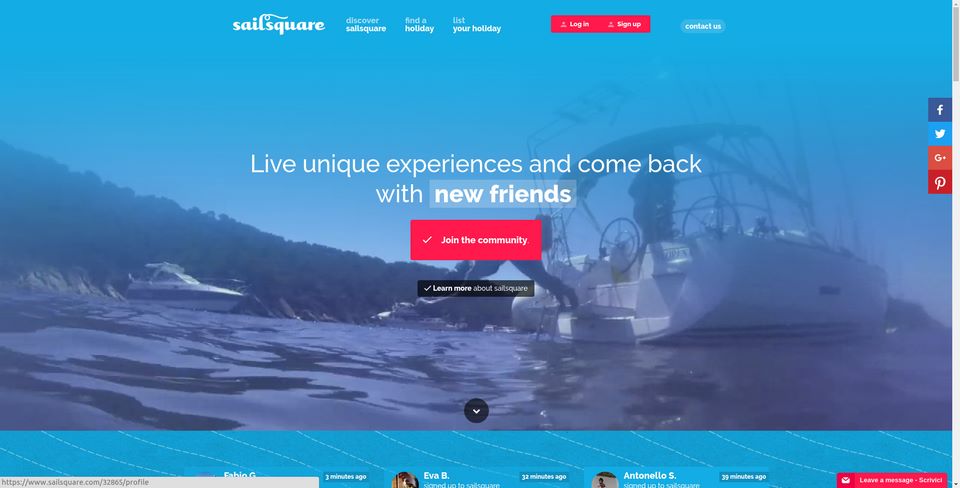 sailsquare
discover
sailsquare
find a
holiday
list
your holiday
Log in
Sign up
contact us
Live unique experiences and come back
with new friends
Join the community.
Learn more about sailsquare
Fabio G.
3 minutes ago
Eva B.
signed up to sailsquare
32 minutes ago
Antonello S.
signed up to sailsquare
39 minutes ago
https://www.sailsquare.com/32865/profile
Leave a message - Scrivici